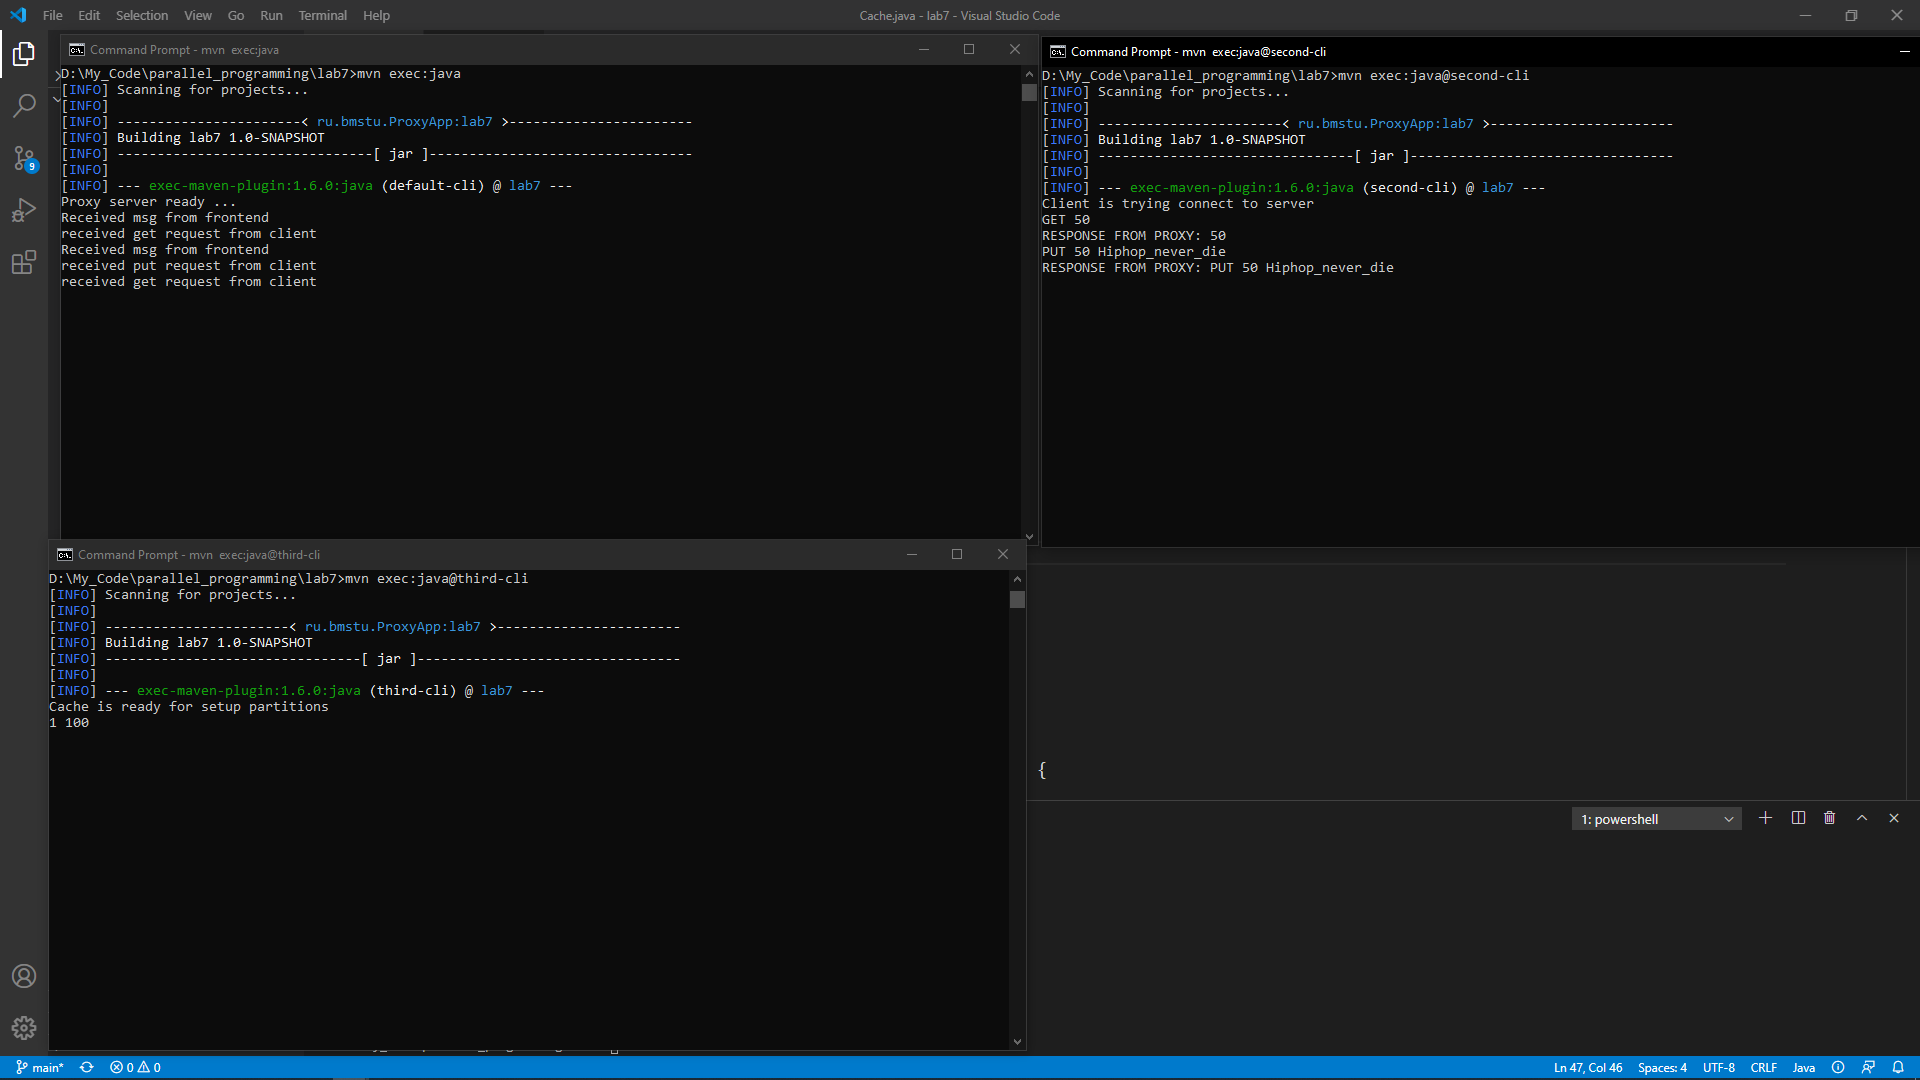 File Edit Selection View Go Run Terminal Help
Cache.java - lab7 - Visual Studio Code
Command Prompt - mvn exec:java
D:\My_Code\parallel_programming\lab7>mvn exec:java
[INFO] Scanning for projects...
[INFO]
[INFO] -----------------------< ru.bmstu.ProxyApp:lab7 >-----------------------
[INFO] Building lab7 1.0-SNAPSHOT
[INFO] --------------------------------[ jar ]---------------------------------
[INFO]
[INFO] --- exec-maven-plugin:1.6.0:java (default-cli) @ lab7 ---
Proxy server ready ...
Received msg from frontend
received get request from client
Received msg from frontend
received put request from client
received get request from client
Command Prompt - mvn exec:java@second-cli
D:\My_Code\parallel_programming\lab7>mvn exec:java@second-cli
[INFO] Scanning for projects...
[INFO]
[INFO] -----------------------< ru.bmstu.ProxyApp:lab7 >-----------------------
[INFO] Building lab7 1.0-SNAPSHOT
[INFO] --------------------------------[ jar ]---------------------------------
[INFO]
[INFO] --- exec-maven-plugin:1.6.0:java (second-cli) @ lab7 ---
Client is trying connect to server
GET 50
RESPONSE FROM PROXY: 50
PUT 50 Hiphop_never_die
RESPONSE FROM PROXY: PUT 50 Hiphop_never_die
Command Prompt - mvn exec:java@third-cli
D:\My_Code\parallel_programming\lab7>mvn exec:java@third-cli
[INFO] Scanning for projects...
[INFO]
[INFO] -----------------------< ru.bmstu.ProxyApp:lab7 >-----------------------
[INFO] Building lab7 1.0-SNAPSHOT
[INFO] --------------------------------[ jar ]---------------------------------
[INFO]
[INFO] --- exec-maven-plugin:1.6.0:java (third-cli) @ lab7 ---
Cache is ready for setup partitions
1 100
{
1: powershell
9
main* 0 0
Ln 47, Col 46 Spaces: 4 UTF-8 CRLF Java